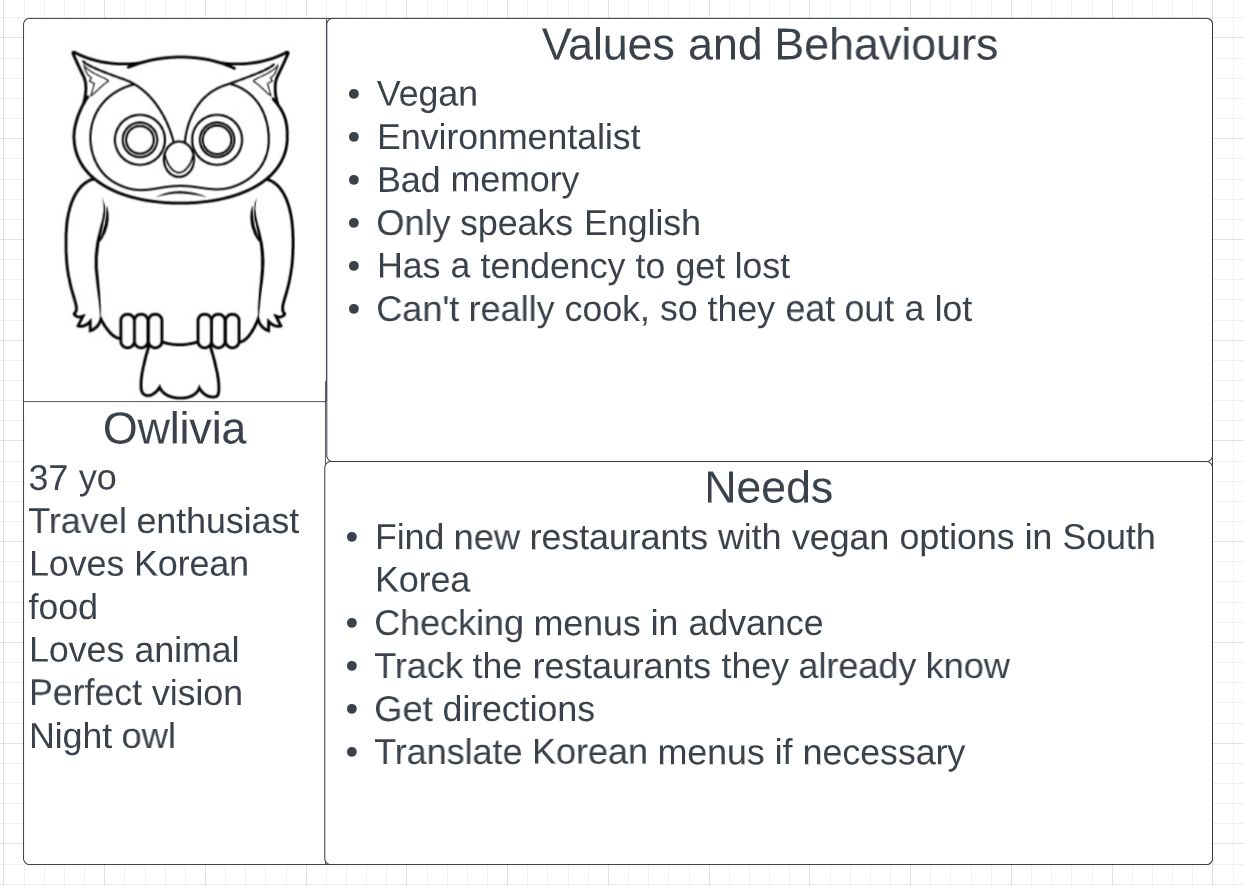 Values and Behaviours
• Vegan
• Environmentalist
• Bad memory
• Only speaks English
• Has a tendency to get lost
• Can't really cook, so they eat out a lot
Owlivia
37 yo
Travel enthusiast
Loves Korean
food
Loves animal
Perfect vision
Night owl
Needs
• Find new restaurants with vegan options in South
Korea
• Checking menus in advance
• Track the restaurants they already know
• Get directions
• Translate Korean menus if necessary